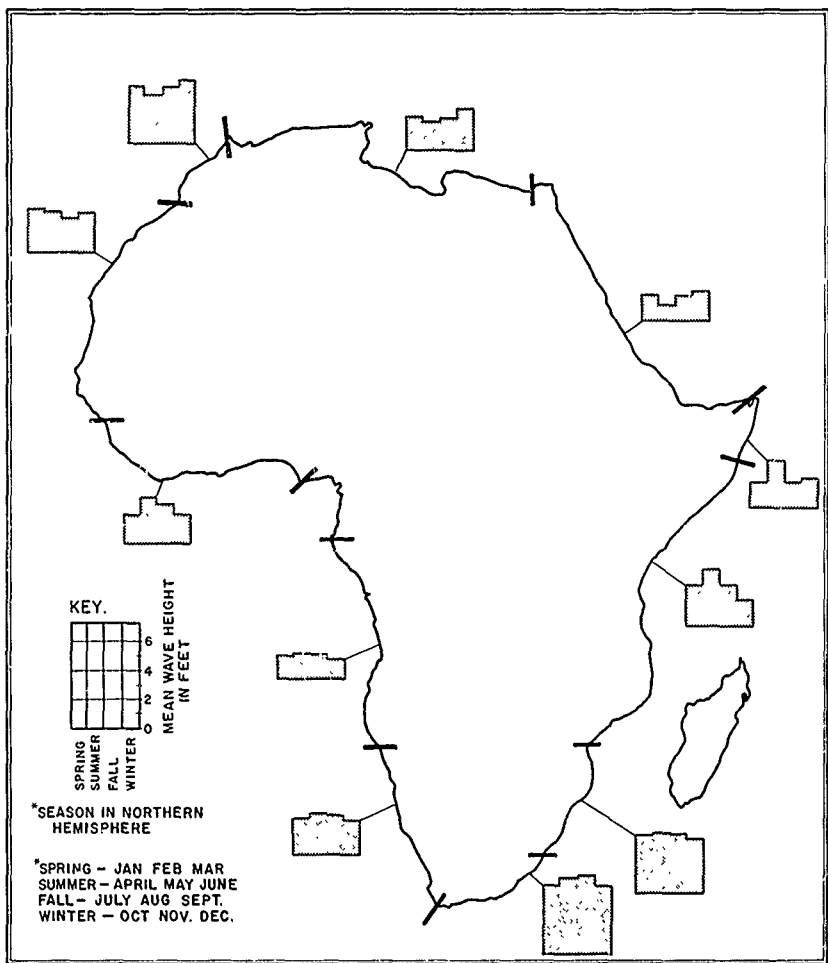 KEY.
6
4
2
0
MEAN WAVE HEIGHT
IN FEET
SPRING
SUMMER
FALL
WINTER
*SEASON IN NORTHERN
HEMISPHERE
*SPRING – JAN FEB MAR
SUMMER – APRIL MAY JUNE
FALL – JULY AUG SEPT.
WINTER – OCT NOV. DEC.